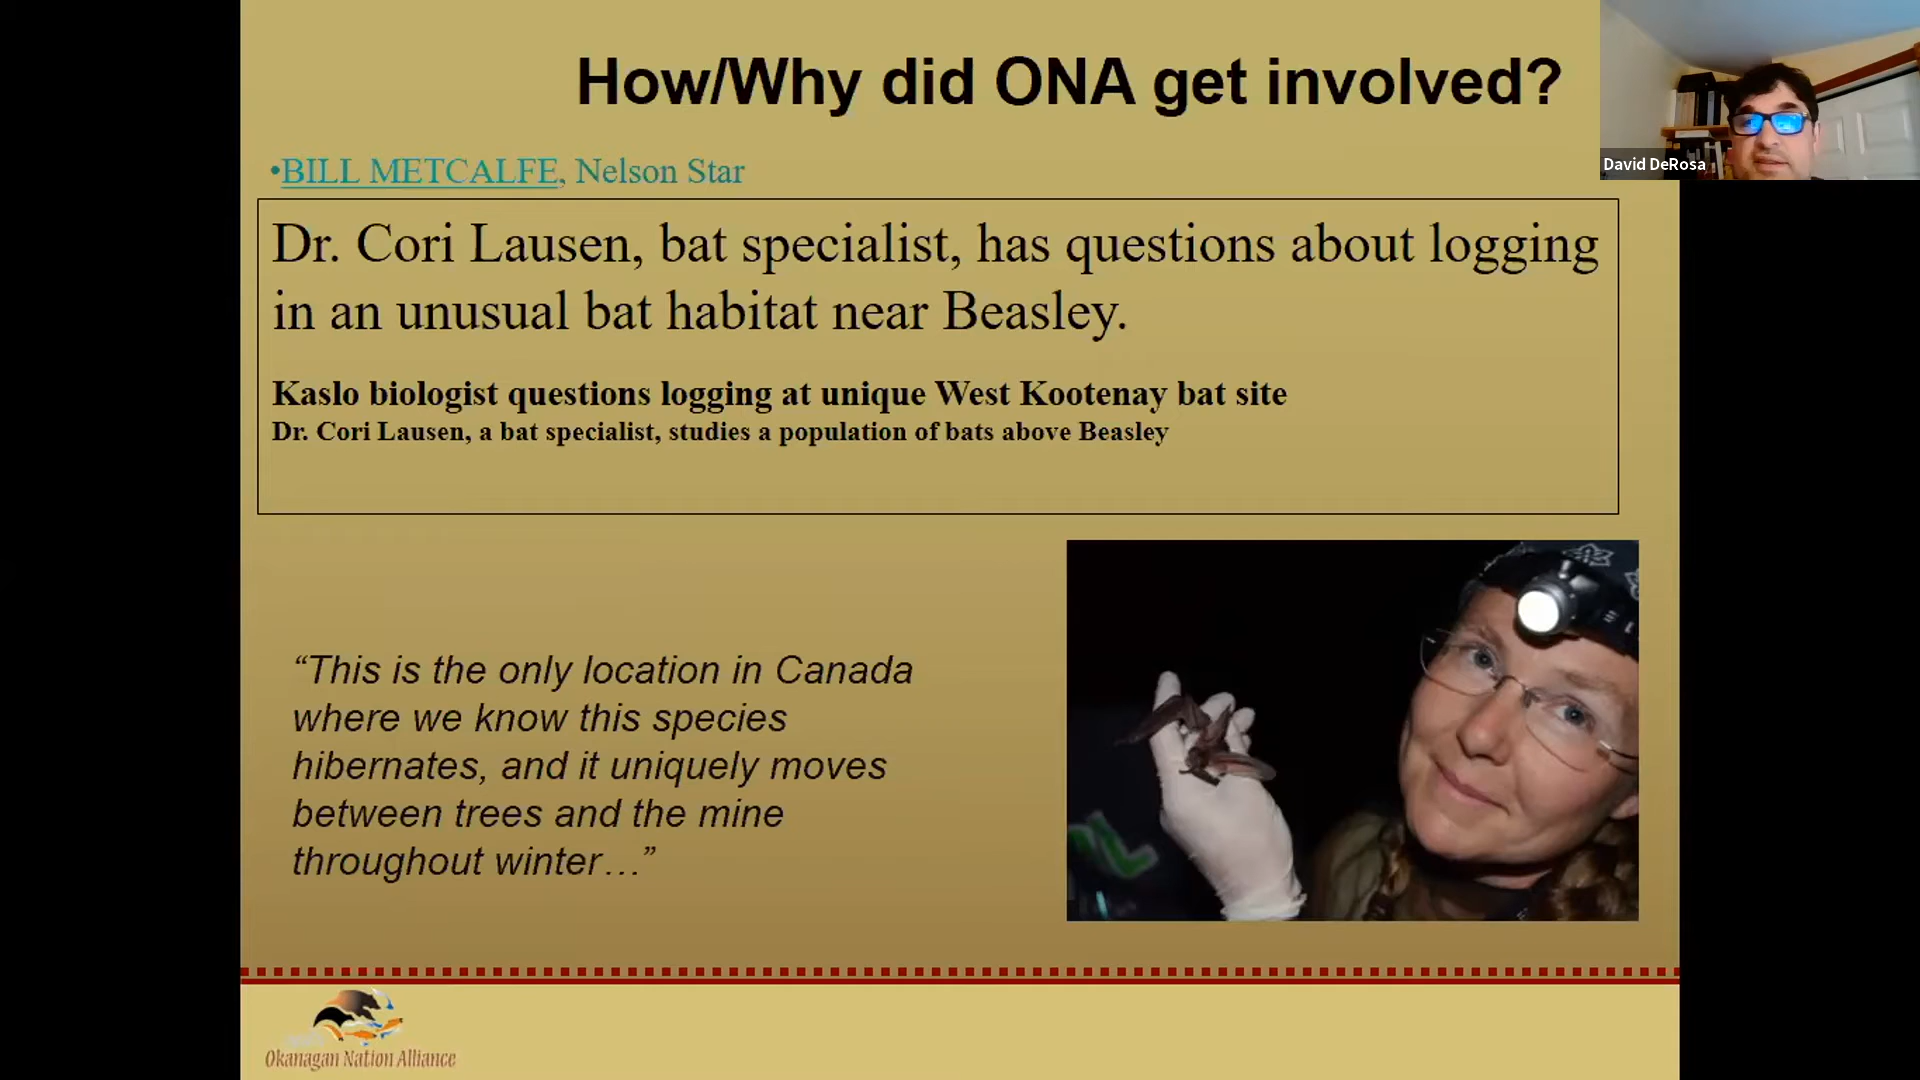 How/Why did ONA get involved?
David DeRosa
•BILL METCALFE, Nelson Star
Dr. Cori Lausen, bat specialist, has questions about logging
in an unusual bat habitat near Beasley.
Kaslo biologist questions logging at unique West Kootenay bat site
Dr. Cori Lausen, a bat specialist, studies a population of bats above Beasley
“This is the only location in Canada
where we know this species
hibernates, and it uniquely moves
between trees and the mine
throughout winter…”
Okanagan Nation Alliance